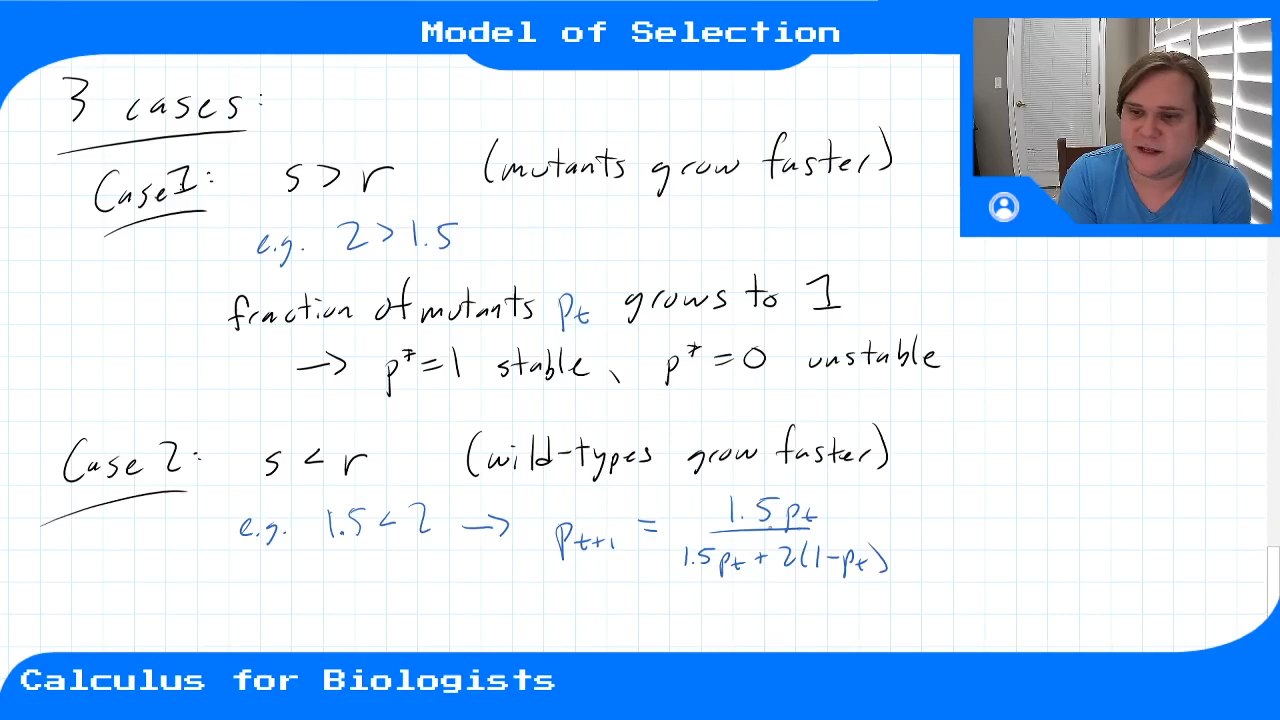 Model of Selection
3 cases:
Case 1: s > r (mutants grow faster)
e.g. 2 > 1.5
fraction of mutants pₜ grows to 1
→ p* = 1 stable, p* = 0 unstable
Case 2: s < r (wild-types grow faster)
e.g. 1.5 < 2 → pₜ₊₁ = 1.5pₜ / 1.5pₜ + 2(1-pₜ)
Calculus for Biologists